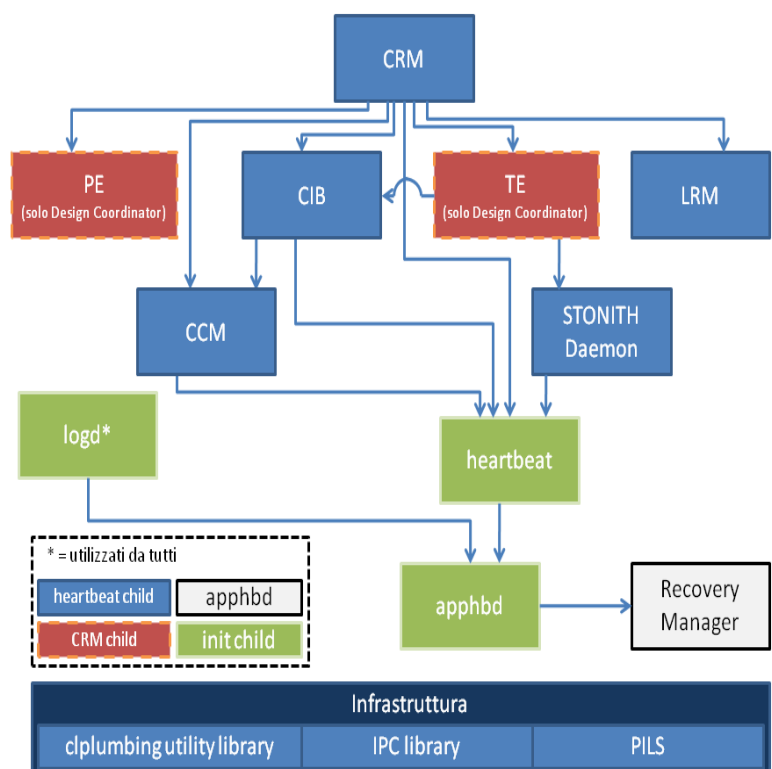 CRM
PE
(solo Design Coordinator)
CIB
TE
(solo Design Coordinator)
LRM
CCM
STONITH
Daemon
logd*
heartbeat
* = utilizzati da tutti
heartbeat child
apphbd
CRM child
init child
apphbd
Recovery
Manager
Infrastruttura
clplumbing utility library
IPC library
PILS